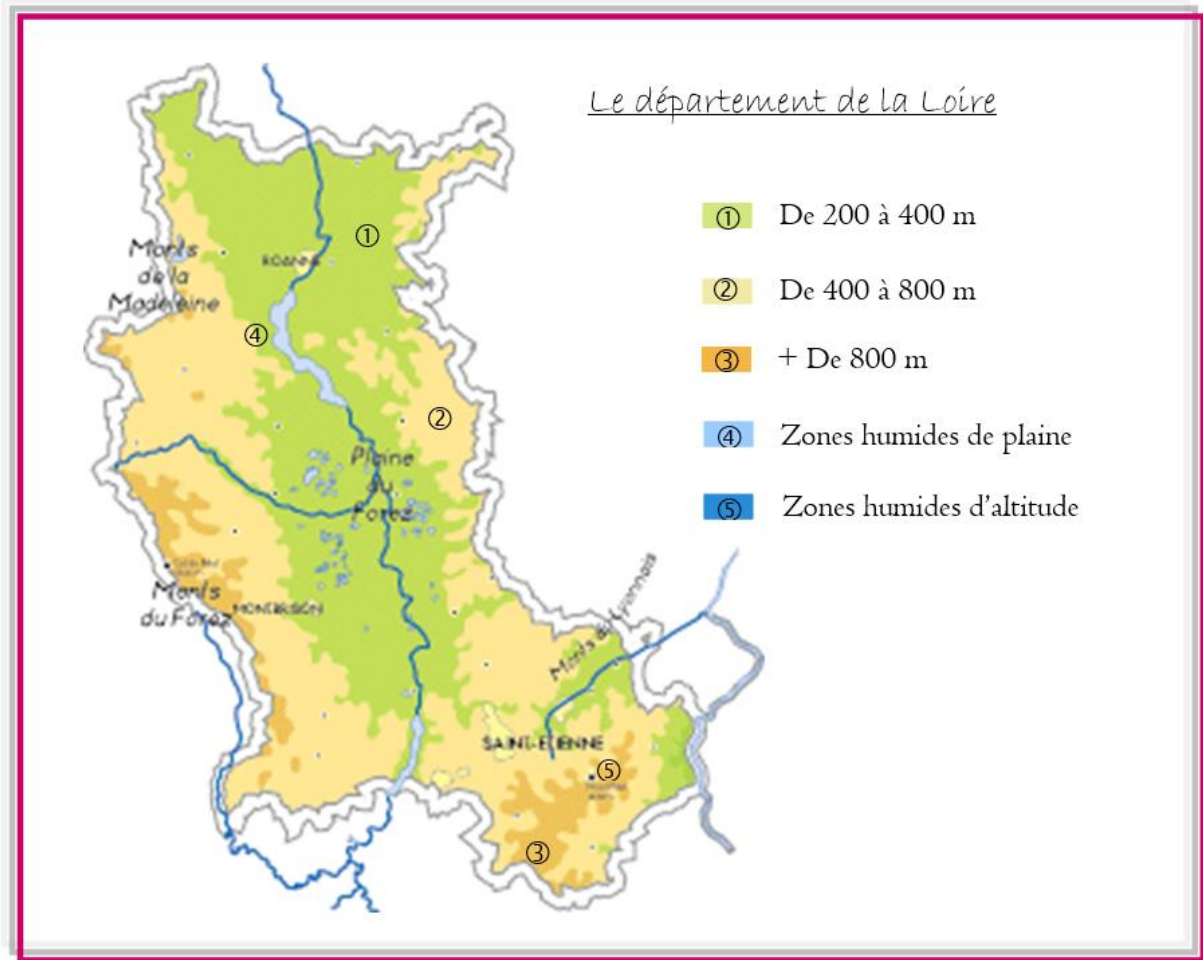 Le département de la Loire
① De 200 à 400 m
② De 400 à 800 m
③ + De 800 m
④ Zones humides de plaine
⑤ Zones humides d'altitude
①
Monts
de la
Madeleine
ROANNE
④
②
Plaine
du
Forez
Monts
du Forez
MONTBRISON
Monts du Lyonnais
SAINT-ETIENNE
⑤
③